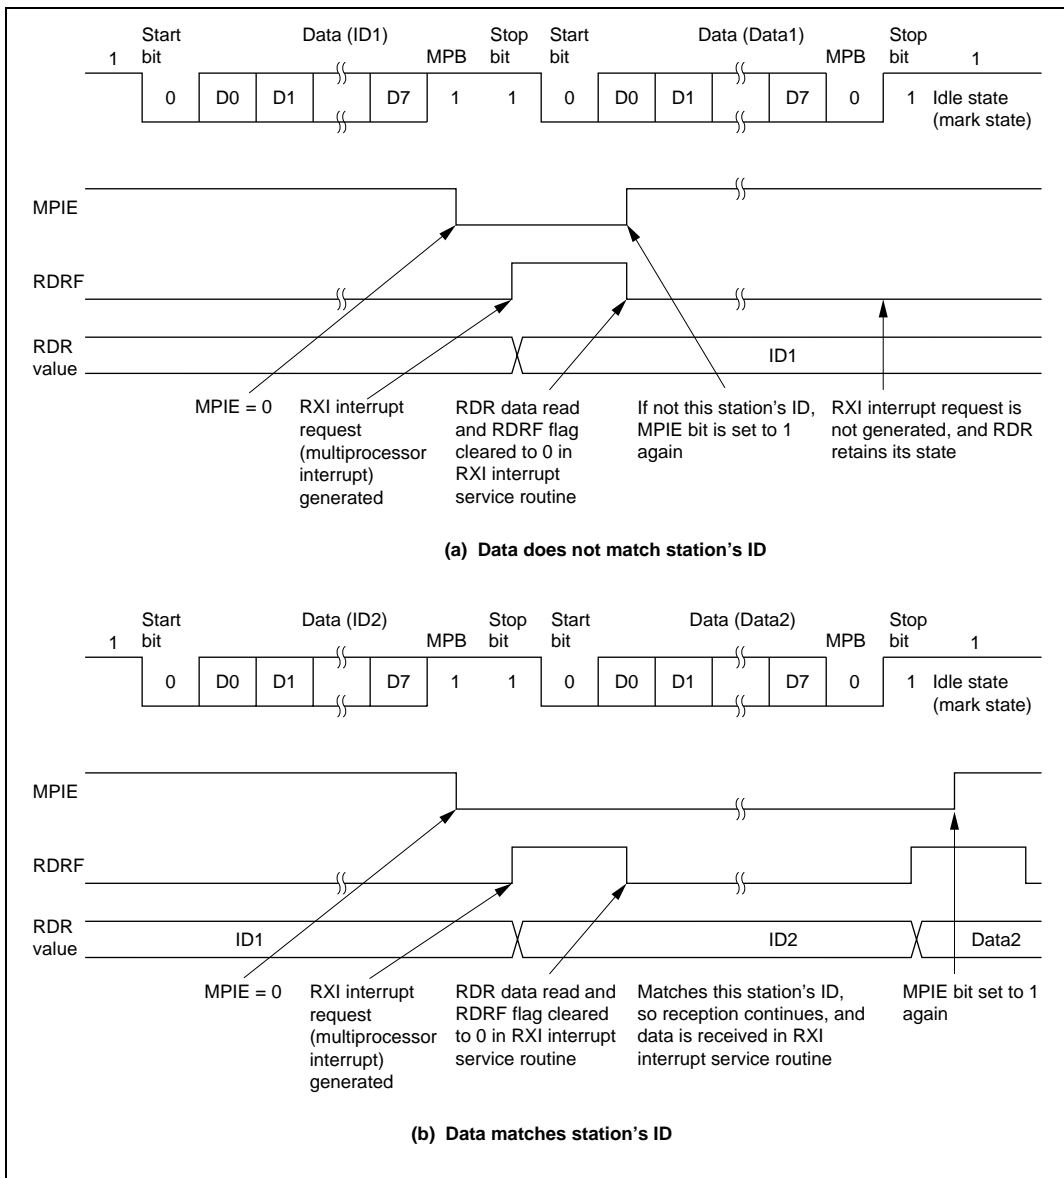 Start Data (ID1) Stop Start Data (Data1) Stop
1 bit MPB bit bit MPB bit 1
0 D0 D1 D7 1 1 0 D0 D1 D7 0 1 Idle state
(mark state)
MPIE
RDRF
RDR
value
ID1
MPIE = 0
RXI interrupt
request
(multiprocessor
interrupt)
generated
RDR data read
and RDRF flag
cleared to 0 in
RXI interrupt
service routine
If not this station's ID,
MPIE bit is set to 1
again
RXI interrupt request is
not generated, and RDR
retains its state
(a) Data does not match station's ID
Start Data (ID2) Stop Start Data (Data2) Stop
1 bit MPB bit bit MPB bit 1
0 D0 D1 D7 1 1 0 D0 D1 D7 0 1 Idle state
(mark state)
MPIE
RDRF
RDR
value
ID1 ID2 Data2
MPIE = 0
RXI interrupt
request
(multiprocessor
interrupt)
generated
RDR data read and
RDRF flag cleared
to 0 in RXI interrupt
service routine
Matches this station's ID,
so reception continues, and
data is received in RXI
interrupt service routine
MPIE bit set to 1
again
(b) Data matches station's ID